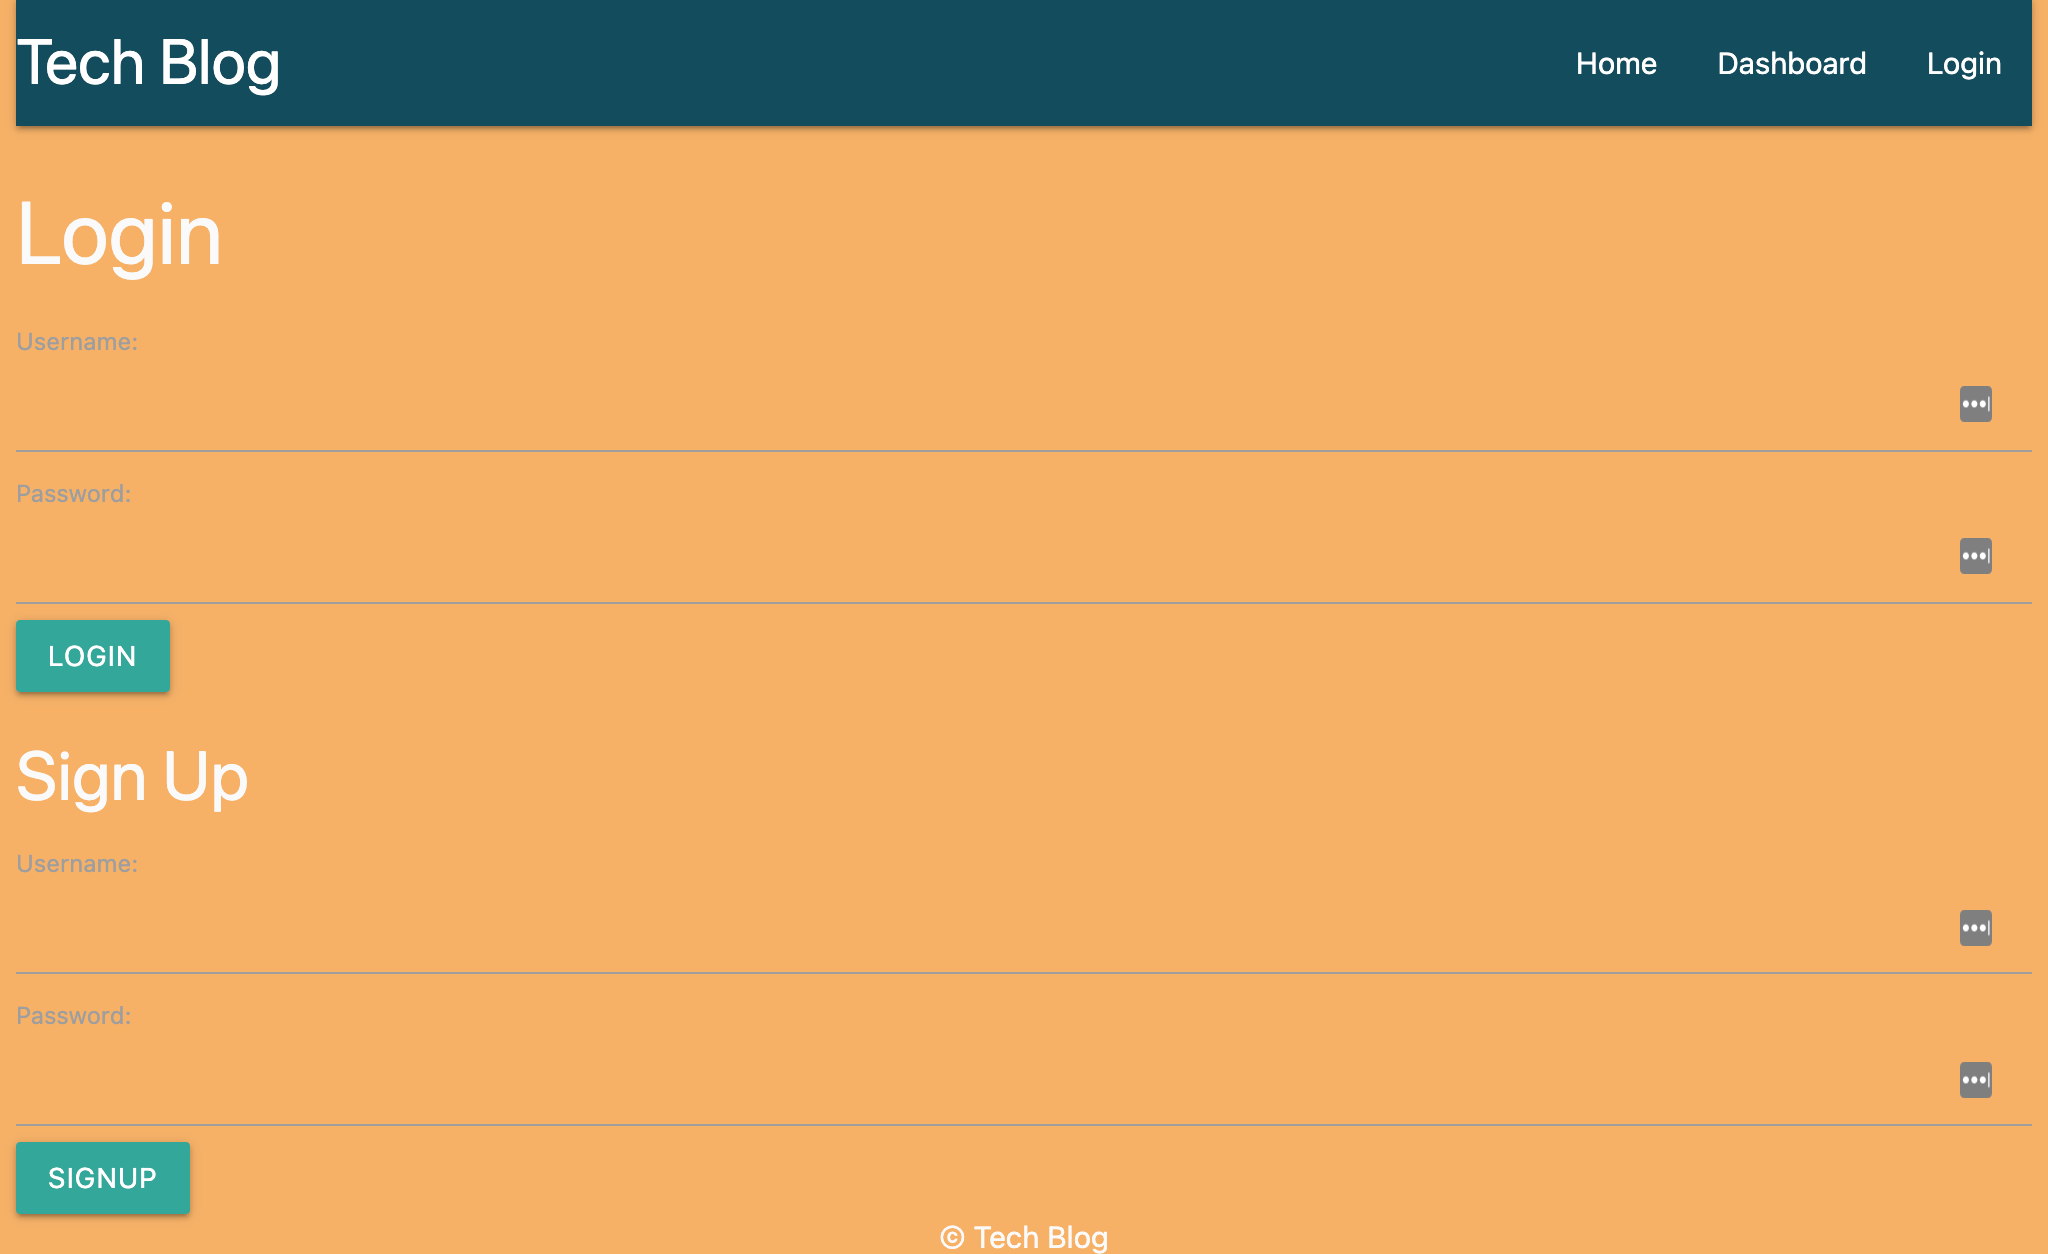 Tech Blog
Home Dashboard Login
Login
Username:
Password:
LOGIN
Sign Up
Username:
Password:
SIGNUP
© Tech Blog